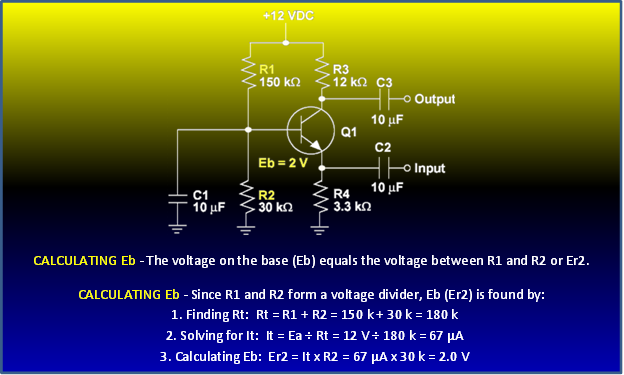 +12 VDC
R1
150 kΩ
R3
12 kΩ
C3
Output
10 µF
Q1
C2
Eb = 2 V
Input
10 µF
C1
10 µF
R2
30 kΩ
R4
3.3 kΩ
CALCULATING Eb - The voltage on the base (Eb) equals the voltage between R1 and R2 or Er2.
CALCULATING Eb - Since R1 and R2 form a voltage divider, Eb (Er2) is found by:
1. Finding Rt: Rt = R1 + R2 = 150 k + 30 k = 180 k
2. Solving for It: It = Ea ÷ Rt = 12 V ÷ 180 k = 67 µA
3. Calculating Eb: Er2 = It x R2 = 67 µA x 30 k = 2.0 V